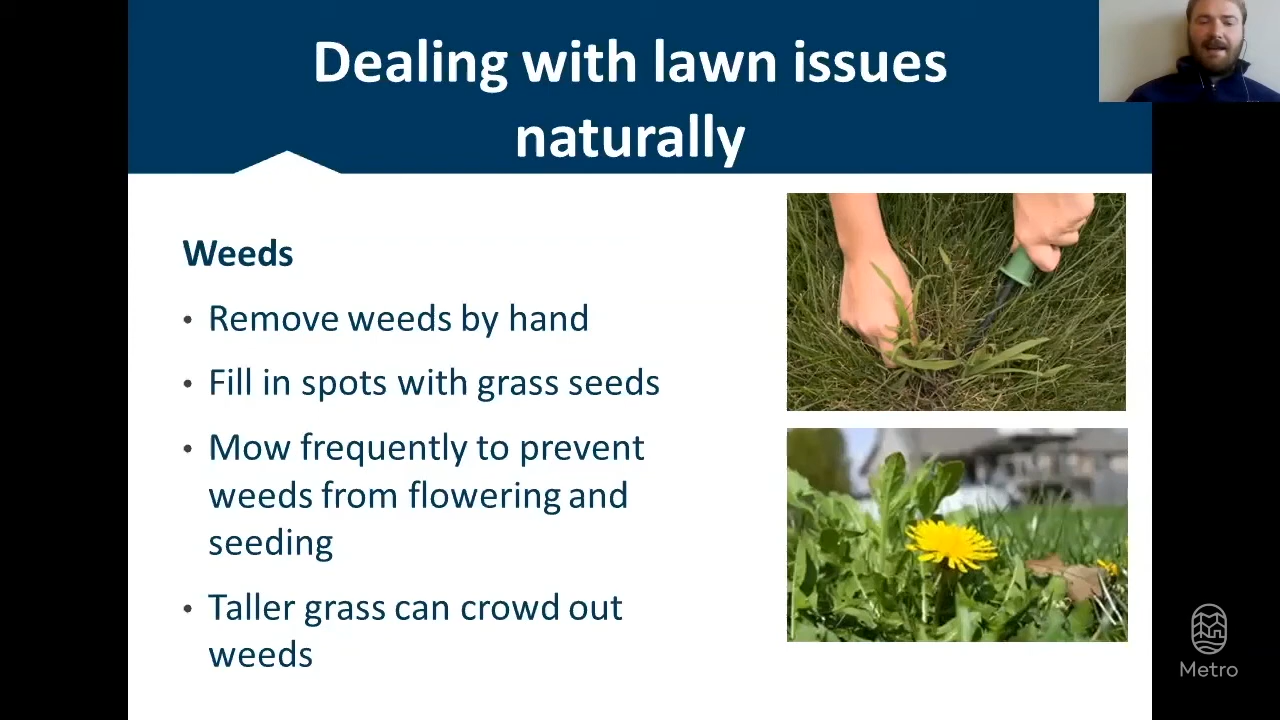 Dealing with lawn issues
naturally
Weeds
• Remove weeds by hand
• Fill in spots with grass seeds
• Mow frequently to prevent
weeds from flowering and
seeding
• Taller grass can crowd out
weeds
Metro